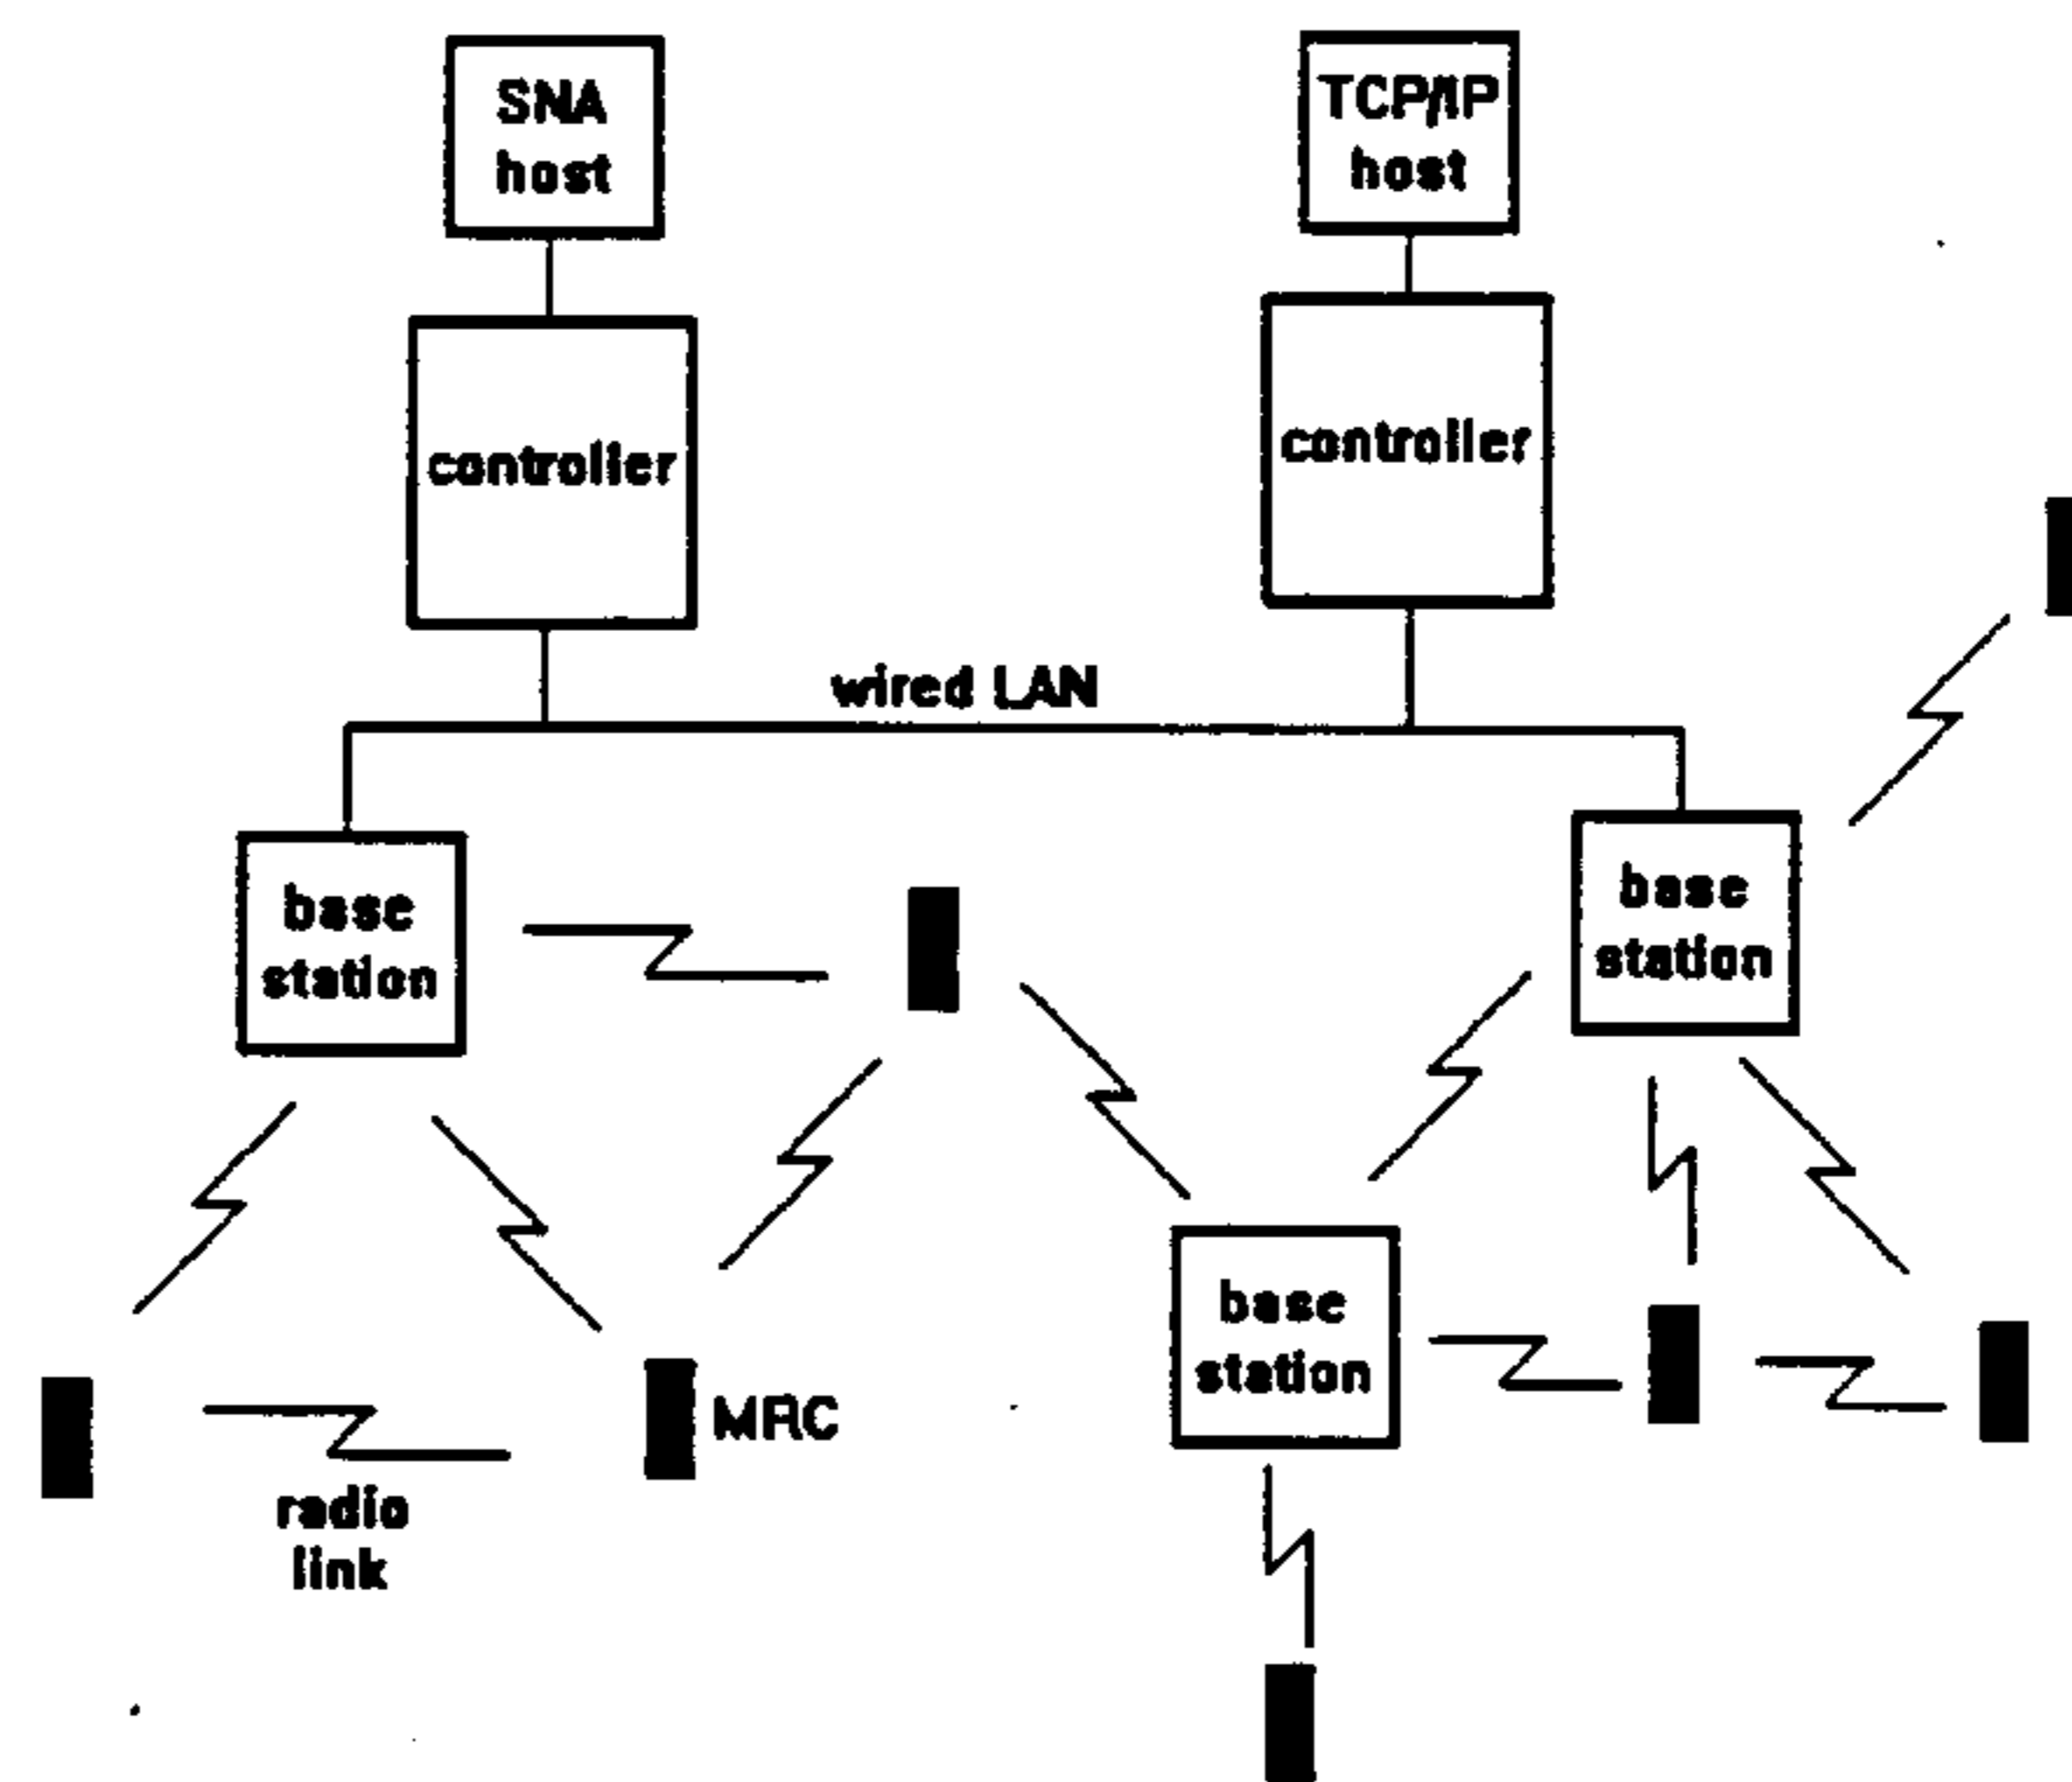 SNA
host
TCP/IP
host
controller
controller
wired LAN
base
station
base
station
base
station
MRC
radio
link